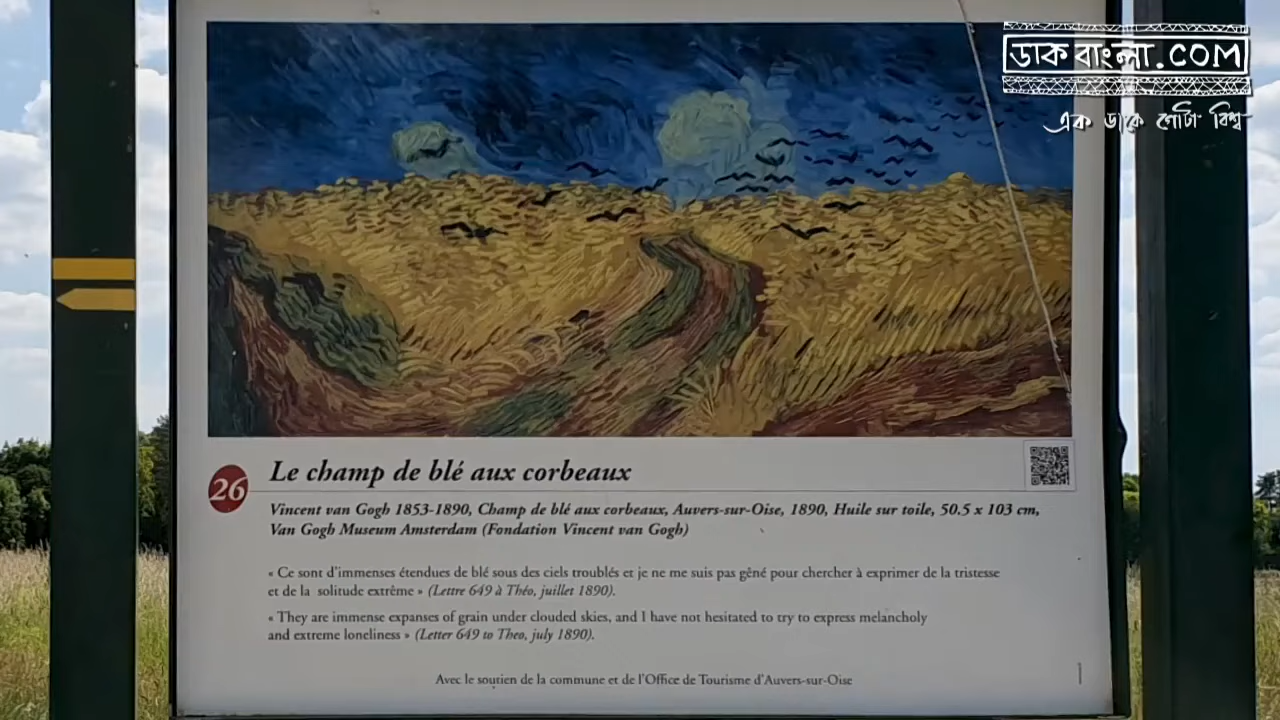 ডাকবাংলা.COM
এক ডাকে গোটা বিশ্ব
26
Le champ de blé aux corbeaux
Vincent van Gogh 1853-1890, Champ de blé aux corbeaux, Auvers-sur-Oise, 1890, Huile sur toile, 50.5 x 103 cm,
Van Gogh Museum Amsterdam (Fondation Vincent van Gogh)
« Ce sont d'immenses étendues de blé sous des ciels troublés et je ne me suis pas gêné pour chercher à exprimer de la tristesse
et de la solitude extrême » (Lettre 649 à Théo, juillet 1890).
« They are immense expanses of grain under clouded skies, and I have not hesitated to try to express melancholy
and extreme loneliness » (Letter 649 to Theo, july 1890).
Avec le soutien de la commune et de l'Office de Tourisme d'Auvers-sur-Oise